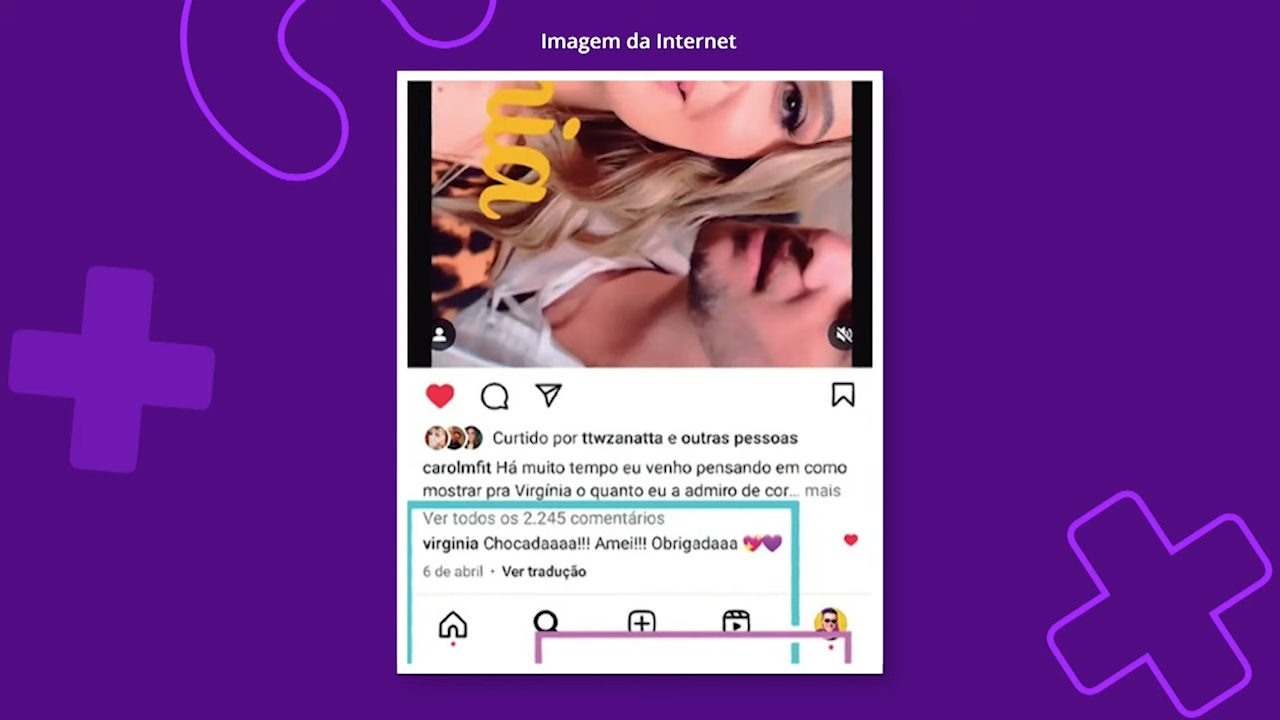 Imagem da Internet
nia
Curtido por ttwzanatta e outras pessoas
carolmfit Há muito tempo eu venho pensando em como
mostrar pra Virgínia o quanto eu a admiro de cor... mais
Ver todos os 2.245 comentários
virginia Chocadaaaa!!! Amei!!! Obrigadaaa 💖💜
6 de abril • Ver tradução